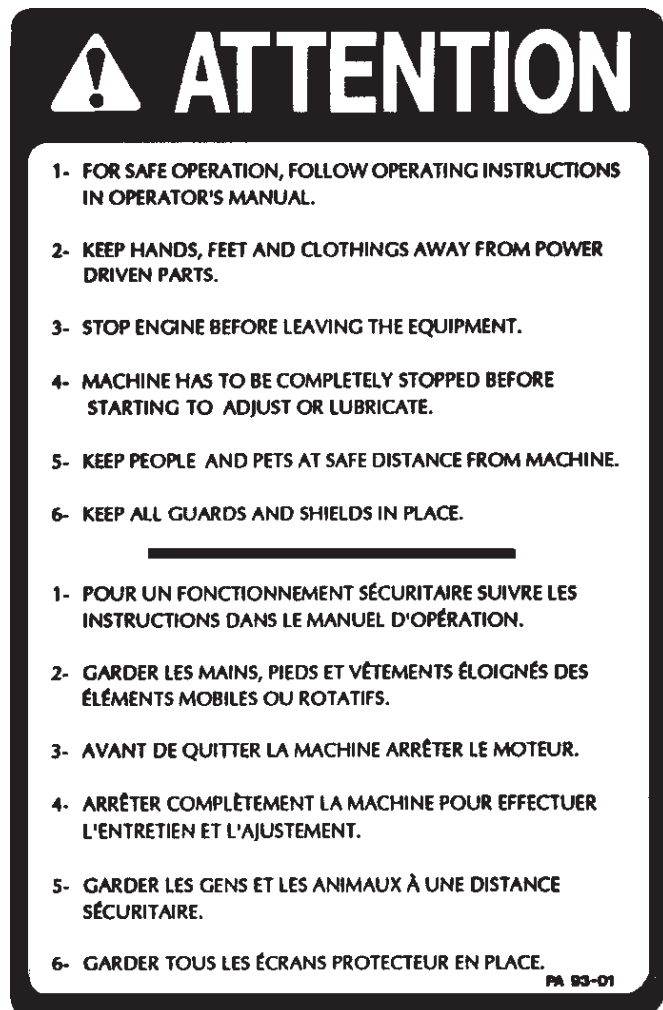 ATTENTION
1- FOR SAFE OPERATION, FOLLOW OPERATING INSTRUCTIONS
IN OPERATOR'S MANUAL.
2- KEEP HANDS, FEET AND CLOTHINGS AWAY FROM POWER
DRIVEN PARTS.
3- STOP ENGINE BEFORE LEAVING THE EQUIPMENT.
4- MACHINE HAS TO BE COMPLETELY STOPPED BEFORE
STARTING TO ADJUST OR LUBRICATE.
5- KEEP PEOPLE AND PETS AT SAFE DISTANCE FROM MACHINE.
6- KEEP ALL GUARDS AND SHIELDS IN PLACE.
1- POUR UN FONCTIONNEMENT SÉCURITAIRE SUIVRE LES
INSTRUCTIONS DANS LE MANUEL D'OPÉRATION.
2- GARDER LES MAINS, PIEDS ET VÊTEMENTS ÉLOIGNÉS DES
ÉLÉMENTS MOBILES OU ROTATIFS.
3- AVANT DE QUITTER LA MACHINE ARRÊTER LE MOTEUR.
4- ARRÊTER COMPLÈTEMENT LA MACHINE POUR EFFECTUER
L'ENTRETIEN ET L'AJUSTEMENT.
5- GARDER LES GENS ET LES ANIMAUX À UNE DISTANCE
SÉCURITAIRE.
6- GARDER TOUS LES ÉCRANS PROTECTEUR EN PLACE.
PA 93-01